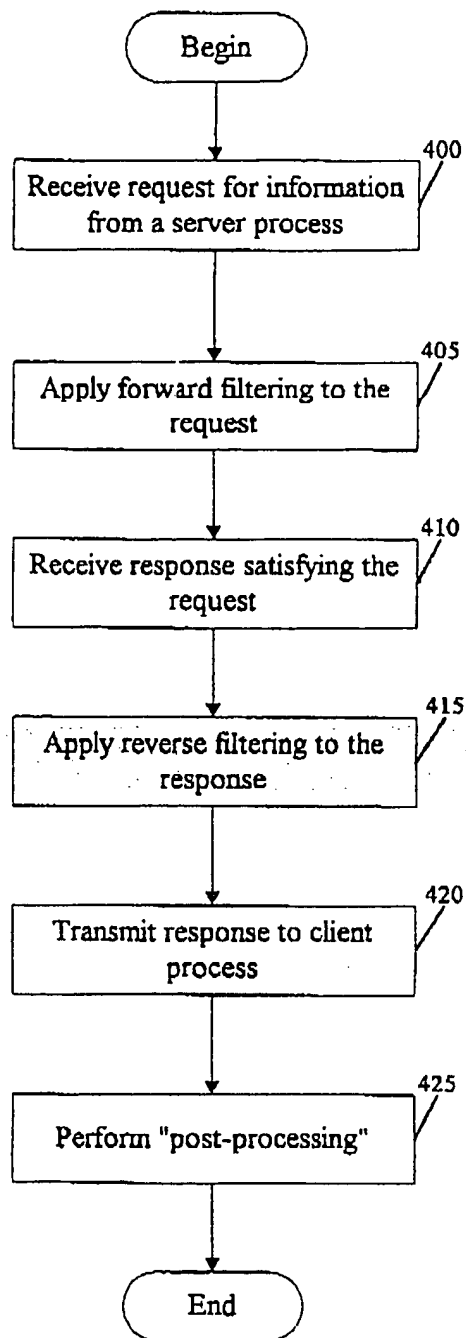 Begin
400
Receive request for information
from a server process
405
Apply forward filtering to the
request
410
Receive response satisfying the
request
415
Apply reverse filtering to the
response
420
Transmit response to client
process
425
Perform "post-processing"
End